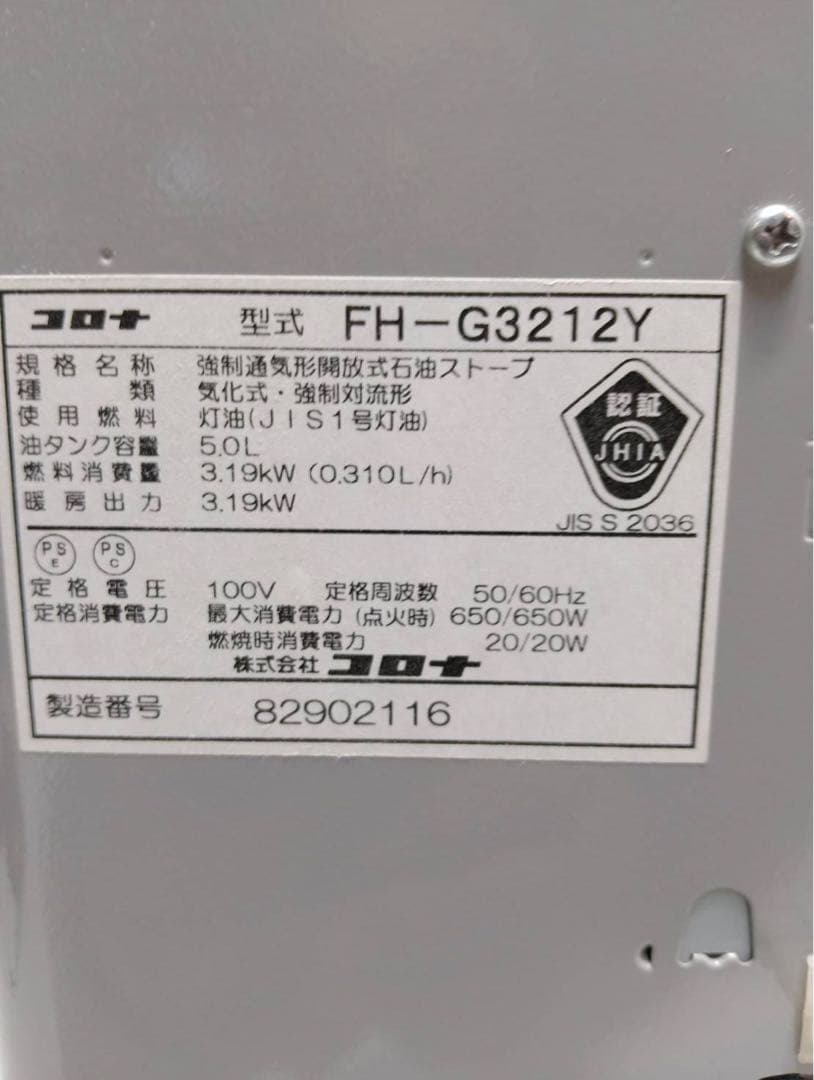 コロナ 型式 FH-G3212Y
規格名称 強制通気形開放式石油ストーブ
種類 気化式・強制対流形
使用燃料 灯油(JIS1号灯油)
油タンク容量 5.0L
燃料消費量 3.19kW (0.310L/h)
暖房出力 3.19kW
認証
JHIA
JIS S 2036
PSE PSC
定格電圧 100V 定格周波数 50/60Hz
定格消費電力 最大消費電力(点火時) 650/650W
燃焼時消費電力 20/20W
株式会社 コロナ
製造番号 82902116